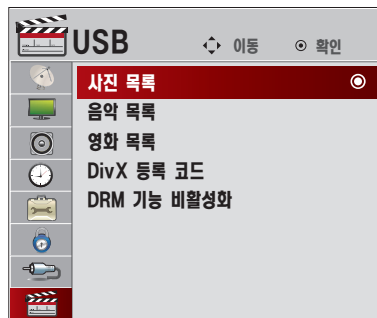 USB 이동 확인
사진 목록
음악 목록
영화 목록
DivX 등록 코드
DRM 기능 비활성화